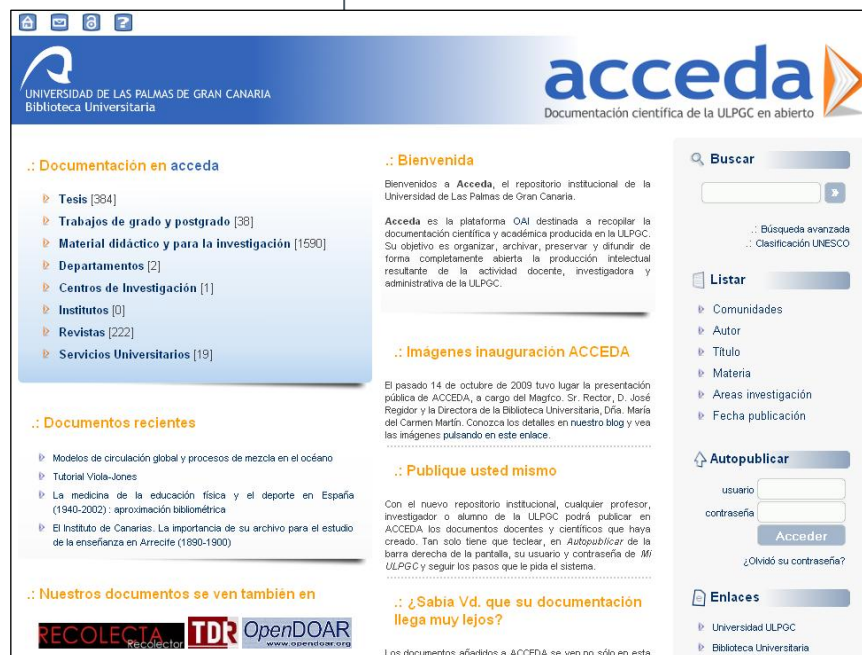 UNIVERSIDAD DE LAS PALMAS DE GRAN CANARIA
Biblioteca Universitaria
acceda
Documentación científica de la ULPGC en abierto
.: Documentación en acceda
Tesis [384]
Trabajos de grado y postgrado [38]
Material didáctico y para la investigación [1590]
Departamentos [2]
Centros de Investigación [1]
Institutos [0]
Revistas [222]
Servicios Universitarios [19]
.: Documentos recientes
Modelos de circulación global y procesos de mezcla en el océano
Tutorial Viola-Jones
La medicina de la educación física y el deporte en España
(1940-2002) : aproximación bibliométrica
El Instituto de Canarias. La importancia de su archivo para el estudio
de la enseñanza en Arrecife (1890-1900)
.: Nuestros documentos se ven también en
RECOLECTA
Recolector
TDR
OpenDOAR
www.opendoar.org
.: Bienvenida
Bienvenidos a Acceda, el repositorio institucional de la
Universidad de Las Palmas de Gran Canaria.
Acceda es la plataforma OAI destinada a recopilar la
documentación científica y académica producida en la ULPGC.
Su objetivo es organizar, archivar, preservar y difundir de
forma completamente abierta la producción intelectual
resultante de la actividad docente, investigadora y
administrativa de la ULPGC.
.: Imágenes inauguración ACCEDA
El pasado 14 de octubre de 2009 tuvo lugar la presentación
pública de ACCEDA, a cargo del Magfco. Sr. Rector, D. José
Regidor y la Directora de la Biblioteca Universitaria, Dña. María
del Carmen Martín. Conozca los detalles en nuestro blog y vea
las imágenes pulsando en este enlace.
.: Publique usted mismo
Con el nuevo repositorio institucional, cualquier profesor,
investigador o alumno de la ULPGC podrá publicar en
ACCEDA los documentos docentes y científicos que haya
creado. Tan solo tiene que teclear, en Autopublicar de la
barra derecha de la pantalla, su usuario y contraseña de Mi
ULPGC y seguir los pasos que le pida el sistema.
.: ¿Sabía Vd. que su documentación
llega muy lejos?
Los documentos añadidos a ACCEDA se ven no sólo en esta
Buscar
.: Búsqueda avanzada
.: Clasificación UNESCO
Listar
Comunidades
Autor
Título
Materia
Areas investigación
Fecha publicación
Autopublicar
usuario
contraseña
Acceder
¿Olvidó su contraseña?
Enlaces
Universidad ULPGC
Biblioteca Universitaria